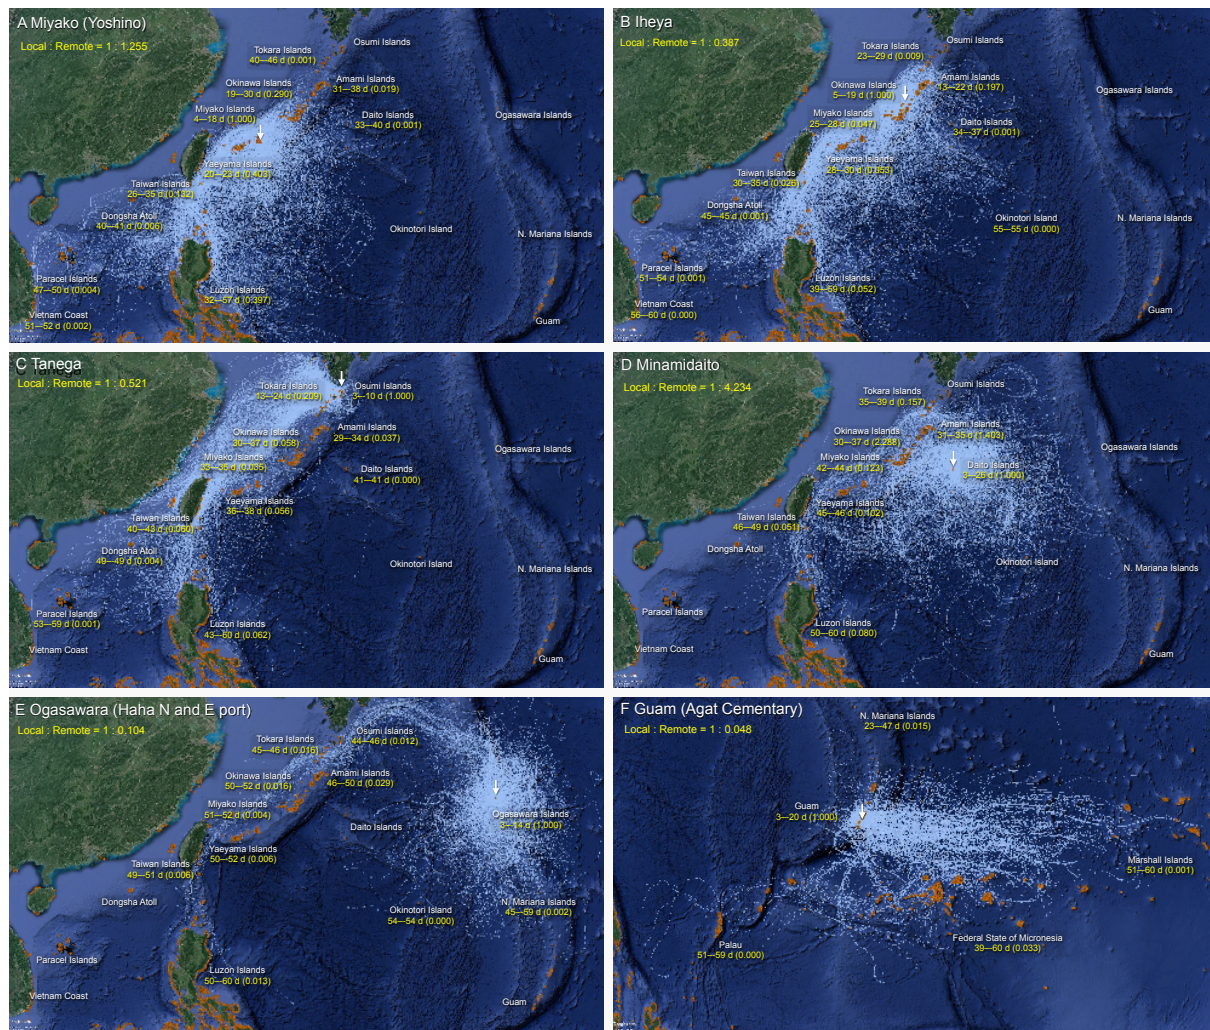 A Miyako (Yoshino)
Local : Remote = 1 : 1.255
Osumi Islands
Tokara Islands
40—46 d (0.001)
Amami Islands
31—38 d (0.019)
Okinawa Islands
19—30 d (0.290)
Miyako Islands
4—18 d (1.000)
Daito Islands
33—40 d (0.001)
Ogasawara Islands
Yaeyama Islands
20—23 d (0.403)
Taiwan Islands
26—35 d (0.132)
Dongsha Atoll
40—41 d (0.006)
Okinotori Island
N. Mariana Islands
Paracel Islands
47—50 d (0.004)
Luzon Islands
32—57 d (0.397)
Vietnam Coast
51—52 d (0.002)
Guam
B Iheya
Local : Remote = 1 : 0.387
Osumi Islands
Tokara Islands
23—29 d (0.009)
Amami Islands
13—22 d (0.197)
Okinawa Islands
5—19 d (1.000)
Ogasawara Islands
Miyako Islands
25—28 d (0.047)
Daito Islands
34—37 d (0.001)
Yaeyama Islands
28—30 d (0.053)
Taiwan Islands
30—35 d (0.026)
Dongsha Atoll
45—45 d (0.001)
Okinotori Island
55—55 d (0.000)
N. Mariana Islands
Paracel Islands
51—54 d (0.001)
Luzon Islands
39—59 d (0.052)
Vietnam Coast
56—60 d (0.000)
Guam
C Tanega
Local : Remote = 1 : 0.521
Tokara Islands
13—24 d (0.209)
Osumi Islands
3—10 d (1.000)
Okinawa Islands
30—37 d (0.058)
Amami Islands
29—34 d (0.037)
Ogasawara Islands
Miyako Islands
33—35 d (0.035)
Daito Islands
41—41 d (0.000)
Yaeyama Islands
36—38 d (0.056)
Taiwan Islands
40—43 d (0.060)
Dongsha Atoll
49—49 d (0.004)
Okinotori Island
N. Mariana Islands
Paracel Islands
53—59 d (0.001)
Luzon Islands
43—60 d (0.062)
Vietnam Coast
Guam
D Minamidaito
Local : Remote = 1 : 4.234
Osumi Islands
Tokara Islands
35—39 d (0.157)
Amami Islands
31—35 d (1.403)
Okinawa Islands
30—37 d (2.288)
Ogasawara Islands
Miyako Islands
42—44 d (0.123)
Daito Islands
3—25 d (1.000)
Yaeyama Islands
45—46 d (0.102)
Taiwan Islands
46—49 d (0.051)
Dongsha Atoll
Okinotori Island
N. Mariana Islands
Paracel Islands
Luzon Islands
50—60 d (0.080)
Vietnam Coast
Guam
E Ogasawara (Haha N and E port)
Local : Remote = 1 : 0.104
Osumi Islands
44—46 d (0.012)
Tokara Islands
45—46 d (0.016)
Amami Islands
46—50 d (0.029)
Okinawa Islands
50—52 d (0.016)
Miyako Islands
51—52 d (0.004)
Ogasawara Islands
3—14 d (1.000)
Daito Islands
Yaeyama Islands
50—52 d (0.006)
Taiwan Islands
49—51 d (0.006)
Dongsha Atoll
N. Mariana Islands
45—59 d (0.002)
Okinotori Island
54—54 d (0.000)
Paracel Islands
Luzon Islands
50—60 d (0.013)
Vietnam Coast
Guam
F Guam (Agat Cementary)
Local : Remote = 1 : 0.048
N. Mariana Islands
23—47 d (0.015)
Guam
3—20 d (1.000)
Marshall Islands
51—60 d (0.001)
Federal State of Micronesia
39—60 d (0.033)
Palau
51—59 d (0.000)